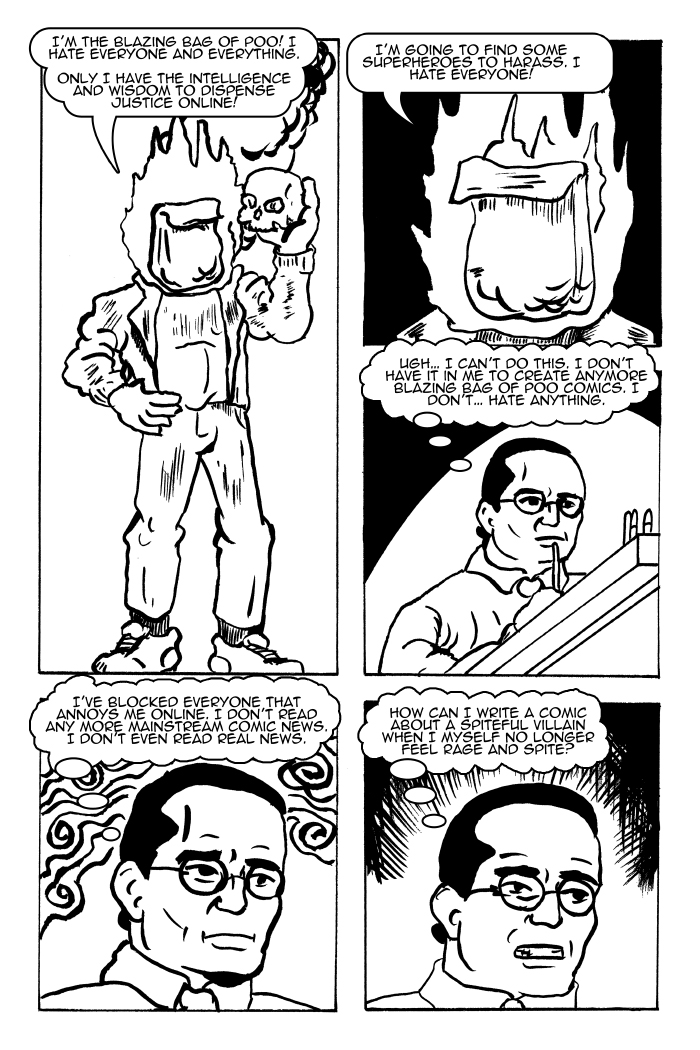 I'M THE BLAZING BAG OF POO! I
HATE EVERYONE AND EVERYTHING.
ONLY I HAVE THE INTELLIGENCE
AND WISDOM TO DISPENSE
JUSTICE ONLINE!
I'M GOING TO FIND SOME
SUPERHEROES TO HARASS. I
HATE EVERYONE!
UGH... I CAN'T DO THIS. I DON'T
HAVE IT IN ME TO CREATE ANYMORE
BLAZING BAG OF POO COMICS. I
DON'T... HATE ANYTHING.
I'VE BLOCKED EVERYONE THAT
ANNOYS ME ONLINE. I DON'T READ
ANY MORE MAINSTREAM COMIC NEWS.
I DON'T EVEN READ REAL NEWS.
HOW CAN I WRITE A COMIC
ABOUT A SPITEFUL VILLAIN
WHEN I MYSELF NO LONGER
FEEL RAGE AND SPITE?